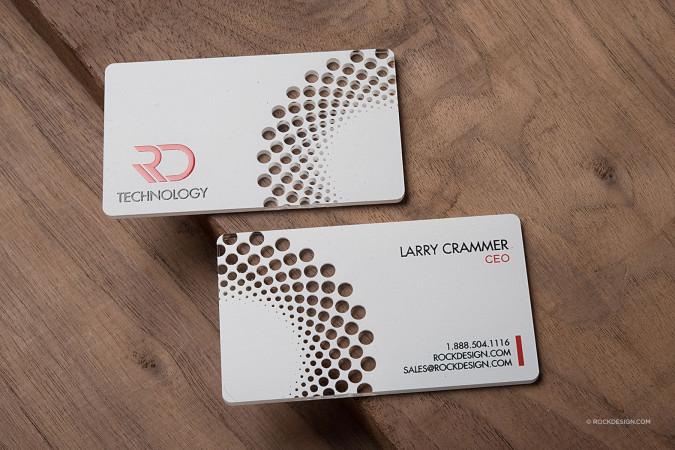 RD
TECHNOLOGY
LARRY CRAMMER
CEO
1.888.504.1116
ROCKDESIGN.COM
SALES@ROCKDESIGN.COM
© ROCKDESIGN.COM